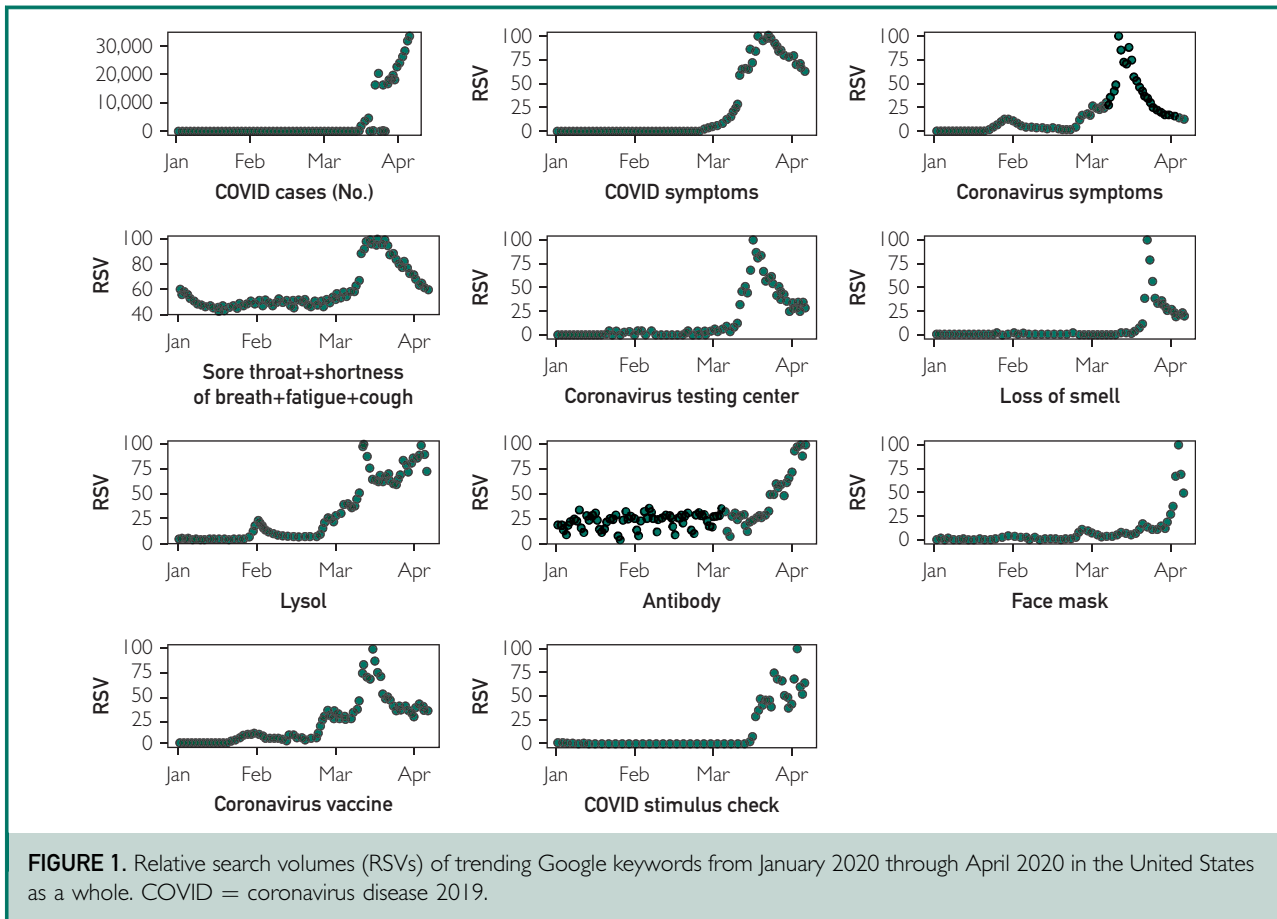 30,000
20,000
10,000
0
Jan Feb Mar Apr
COVID cases (No.)
RSV
100
75
50
25
0
Jan Feb Mar Apr
COVID symptoms
RSV
100
75
50
25
0
Jan Feb Mar Apr
Coronavirus symptoms
RSV
100
80
60
40
Jan Feb Mar Apr
Sore throat+shortness
of breath+fatigue+cough
RSV
100
75
50
25
0
Jan Feb Mar Apr
Coronavirus testing center
RSV
100
75
50
25
0
Jan Feb Mar Apr
Loss of smell
RSV
100
75
50
25
0
Jan Feb Mar Apr
Lysol
RSV
100
75
50
25
0
Jan Feb Mar Apr
Antibody
RSV
100
75
50
25
0
Jan Feb Mar Apr
Face mask
RSV
100
75
50
25
0
Jan Feb Mar Apr
Coronavirus vaccine
RSV
100
75
50
25
0
Jan Feb Mar Apr
COVID stimulus check
FIGURE 1. Relative search volumes (RSVs) of trending Google keywords from January 2020 through April 2020 in the United States
as a whole. COVID = coronavirus disease 2019.